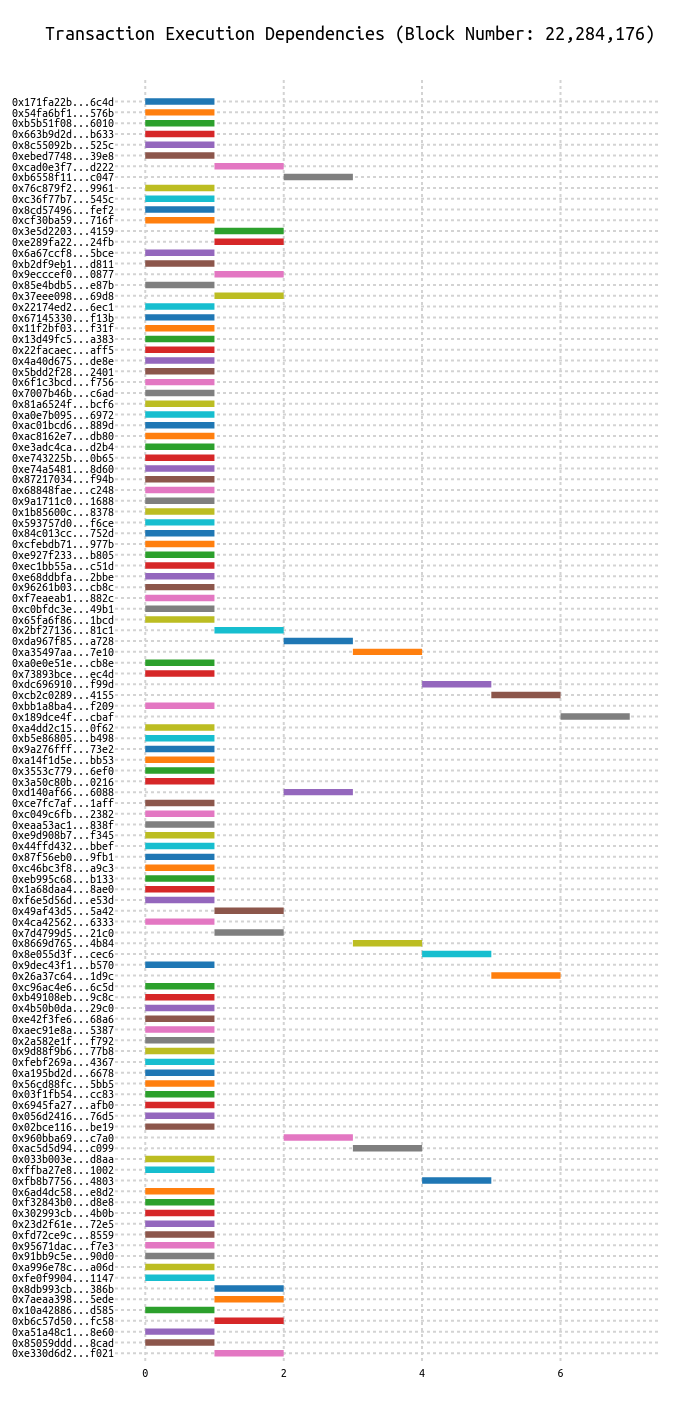 Transaction Execution Dependencies (Block Number: 22,284,176)
0x171fa22b...6c4d
0x54fa6bf1...576b
0xb5b51f08...6010
0x663b9d2d...b633
0x8c55092b...525c
0xebed7748...39e8
0xcad0e3f7...d222
0xb6558f11...c047
0x76c879f2...9961
0xc36f77b7...545c
0x8cd57496...fef2
0xcf30ba59...716f
0x3e5d2203...4159
0xe289fa22...24fb
0x6a67ccf8...5bce
0xb2df9eb1...d811
0x9ecccef0...0877
0x85e4bdb5...e87b
0x37eee098...69d8
0x22174ed2...6ec1
0x67145330...f13b
0x11f2bf03...f31f
0x13d49fc5...a383
0x22facaec...aff5
0x4a40d675...de8e
0x5bdd2f28...2401
0x6f1c3bcd...f756
0x7007b46b...c6ad
0x81a6524f...bcf6
0xa0e7b095...6972
0xac01bcd6...889d
0xac8162e7...db80
0xe3adc4ca...d2b4
0xe743225b...0b65
0xe74a5481...8d60
0x87217034...f94b
0x68848fae...c248
0x9a1711c0...1688
0x1b85600c...8378
0x593757d0...f6ce
0x84c013cc...752d
0xcfebdb71...977b
0xe927f233...b805
0xec1bb55a...c51d
0xe68ddbfa...2bbe
0x96261b03...cb8c
0xf7eaeab1...882c
0xc0bfdc3e...49b1
0x65fa6f86...1bcd
0x2bf27136...81c1
0xda967f85...a728
0xa35497aa...7e10
0xa0e0e51e...cb8e
0x73893bce...ec4d
0xdc696910...f99d
0xcb2c0289...4155
0xbb1a8ba4...f209
0x189dce4f...cbaf
0xa4dd2c15...0f62
0xb5e86805...b498
0x9a276fff...73e2
0xa14f1d5e...bb53
0x3553c779...6ef0
0x3a50c80b...0216
0xd140af66...6088
0xce7fc7af...1aff
0xc049c6fb...2382
0xeaa53ac1...838f
0xe9d908b7...f345
0x44ffd432...bbef
0x87f56eb0...9fb1
0xc46bc3f8...a9c3
0xeb995c68...b133
0x1a68daa4...8ae0
0xf6e5d56d...e53d
0x49af43d5...5a42
0x4ca42562...6333
0x7d4799d5...21c0
0x8669d765...4b84
0x8e055d3f...cec6
0x9dec43f1...b570
0x26a37c64...1d9c
0xc96ac4e6...6c5d
0xb49108eb...9c8c
0x4b50b0da...29c0
0xe42f3fe6...68a6
0xaec91e8a...5387
0x2a582e1f...f792
0x9d88f9b6...77b8
0xfebf269a...4367
0xa195bd2d...6678
0x56cd88fc...5bb5
0x03f1fb54...cc83
0x6945fa27...afb0
0x056d2416...76d5
0x02bce116...be19
0x960bba69...c7a0
0xac5d5d94...c099
0x033b003e...d8aa
0xffba27e8...1002
0xfb8b7756...4803
0x6ad4dc58...e8d2
0xf32843b0...d8e8
0x302993cb...4b0b
0x23d2f61e...72e5
0xfd72ce9c...8559
0x95671dac...f7e3
0x91bb9c5e...90d0
0xa996e78c...a06d
0xfe0f9904...1147
0x8db993cb...386b
0x7aeaa398...5ede
0x10a42886...d585
0xb6c57d50...fc58
0xa51a48c1...8e60
0x85059ddd...8cad
0xe330d6d2...f021
0 2 4 6